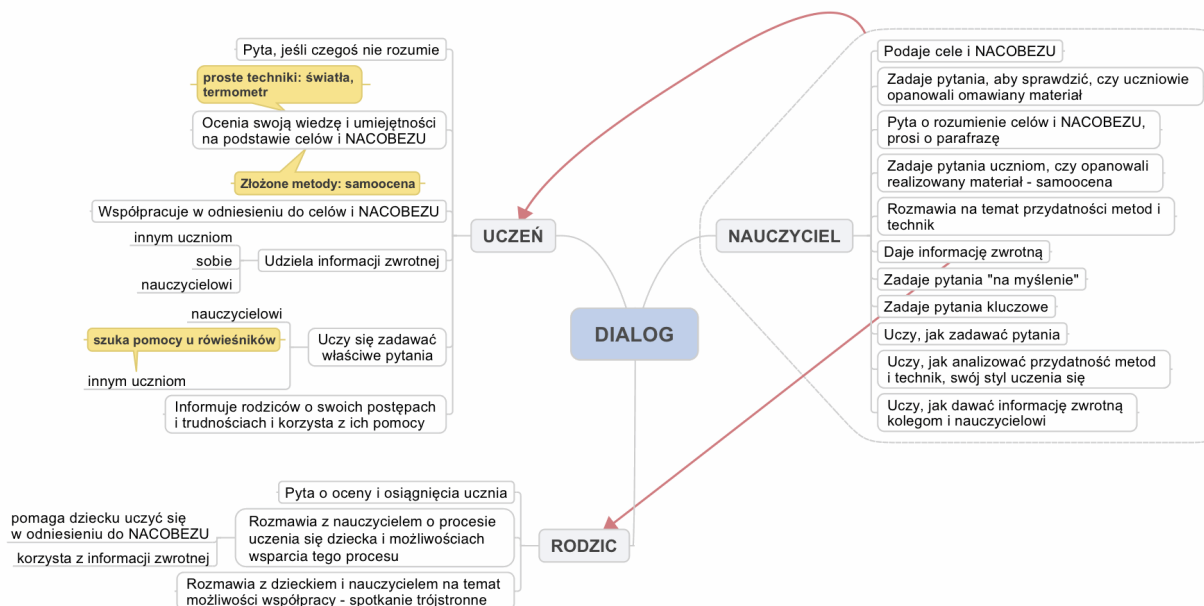 Pyta, jeśli czegoś nie rozumie
proste techniki: światła,
termometr
Ocenia swoją wiedzę i umiejętności
na podstawie celów i NACOBEZU
Złożone metody: samoocena
Współpracuje w odniesieniu do celów i NACOBEZU
innym uczniom
sobie
nauczycielowi
Udziela informacji zwrotnej
nauczycielowi
szuka pomocy u rówieśników
innym uczniom
Uczy się zadawać
właściwe pytania
Informuje rodziców o swoich postępach
i trudnościach i korzysta z ich pomocy
UCZEŃ
DIALOG
NAUCZYCIEL
Podaje cele i NACOBEZU
Zadaje pytania, aby sprawdzić, czy uczniowie
opanowali omawiany materiał
Pyta o rozumienie celów i NACOBEZU,
prosi o parafrazę
Zadaje pytania uczniom, czy opanowali
realizowany materiał - samoocena
Rozmawia na temat przydatności metod i
technik
Daje informację zwrotną
Zadaje pytania "na myślenie"
Zadaje pytania kluczowe
Uczy, jak zadawać pytania
Uczy, jak analizować przydatność metod
i technik, swój styl uczenia się
Uczy, jak dawać informację zwrotną
kolegom i nauczycielowi
Pyta o oceny i osiągnięcia ucznia
pomaga dziecku uczyć się
w odniesieniu do NACOBEZU
korzysta z informacji zwrotnej
Rozmawia z nauczycielem o procesie
uczenia się dziecka i możliwościach
wsparcia tego procesu
Rozmawia z dzieckiem i nauczycielem na temat
możliwości współpracy - spotkanie trójstronne
RODZIC